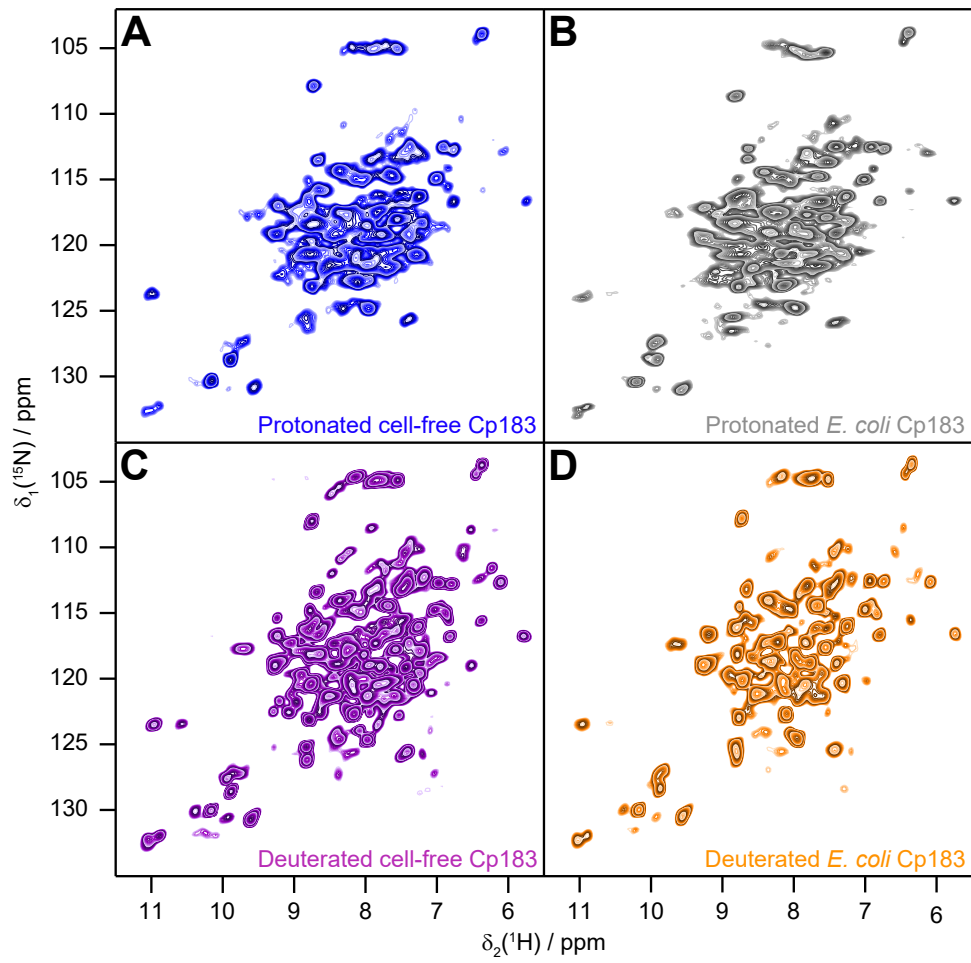 A
B
105
110
115
120
125
130
Protonated cell-free Cp183
Protonated E. coli Cp183
C
D
105
110
115
120
125
130
Deuterated cell-free Cp183
Deuterated E. coli Cp183
δ₁(¹⁵N) / ppm
11 10 9 8 7 6
11 10 9 8 7 6
δ₂(¹H) / ppm